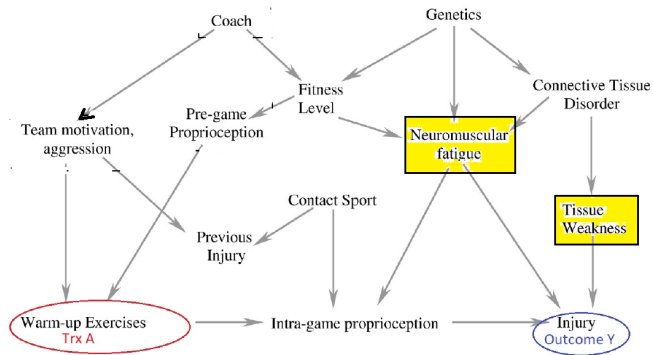 Coach
Genetics
Fitness
Level
Connective Tissue
Disorder
Pre-game
Proprioception
Team motivation,
aggression
Neuromuscular
fatigue
Contact Sport
Tissue
Weakness
Previous
Injury
Warm-up Exercises
Trx A
Intra-game proprioception
Injury
Outcome Y